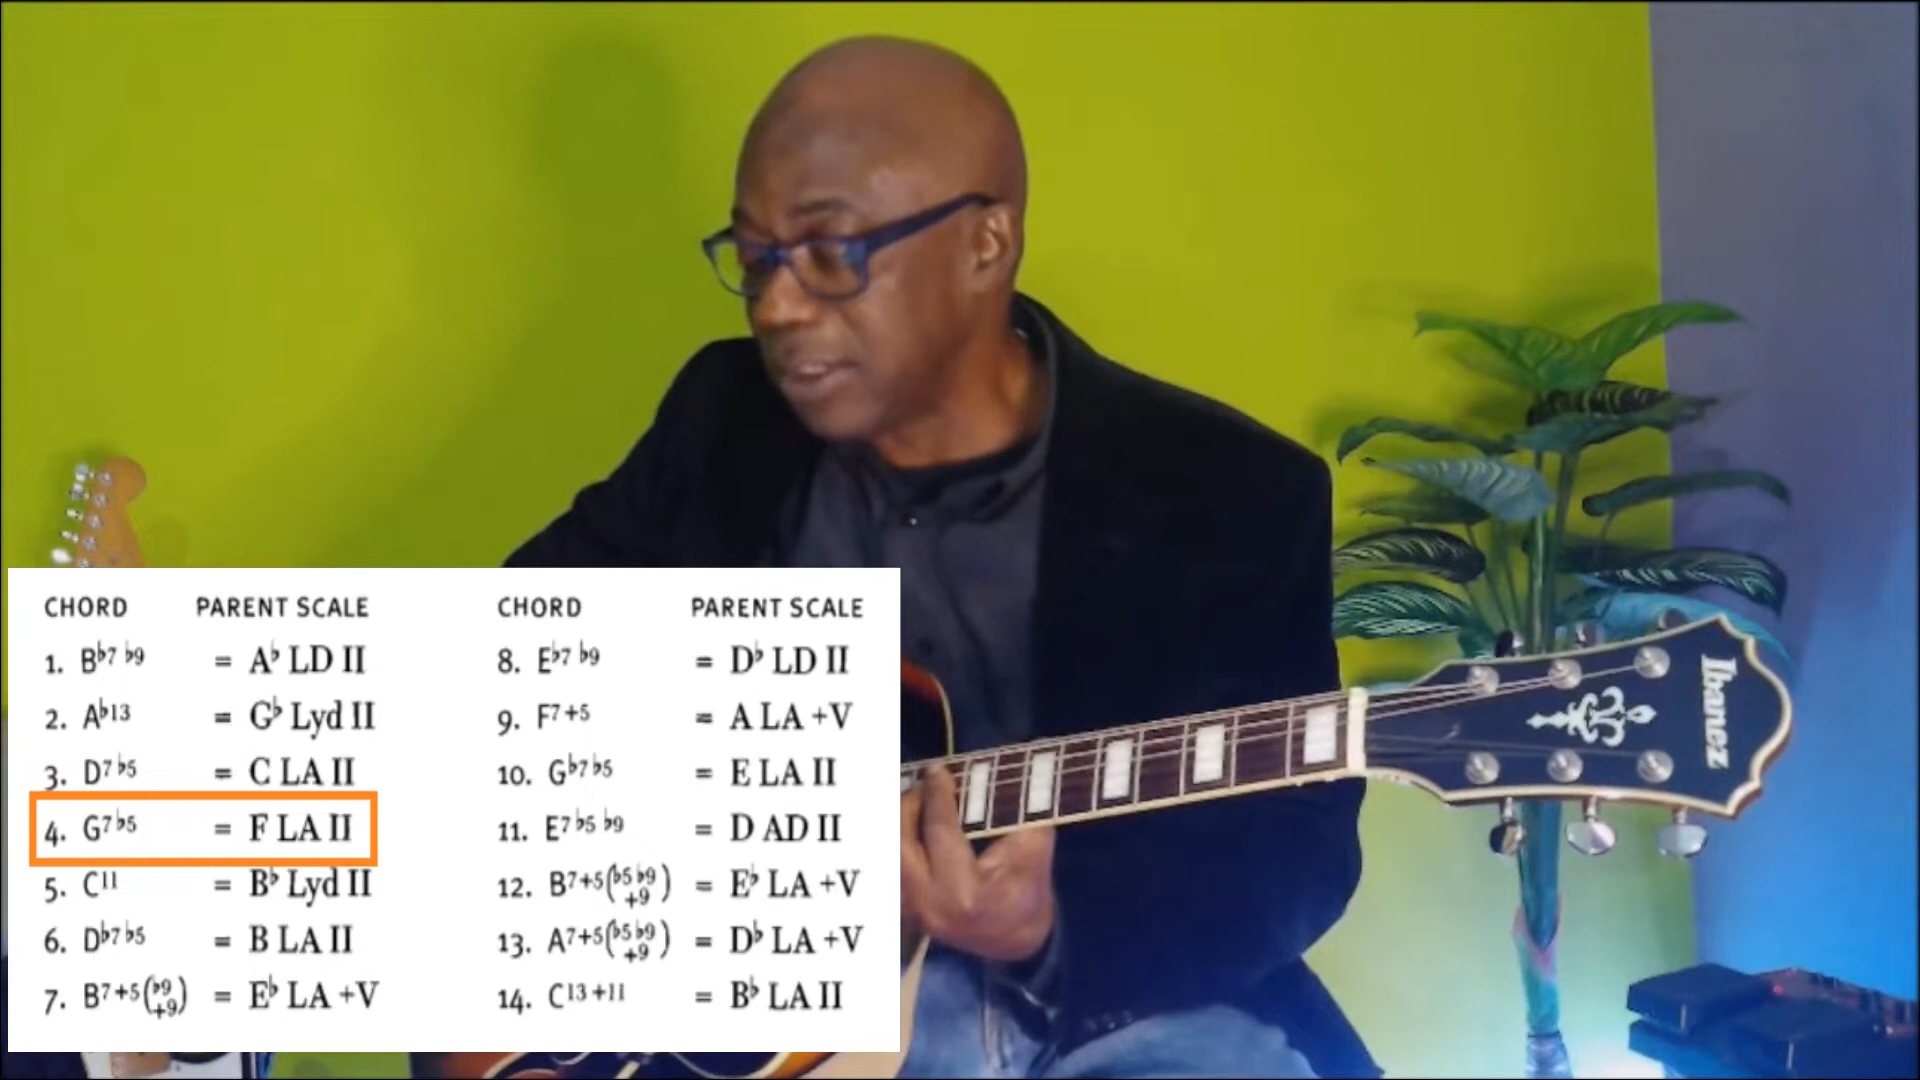 CHORD PARENT SCALE
1. B♭7 ♭9 = A♭ LD II
2. A♭13 = G♭ Lyd II
3. D7♭5 = C LA II
4. G7♭5 = F LA II
5. C11 = B♭ Lyd II
6. D♭7♭5 = B LA II
7. B7+5(♭9 +9) = E♭ LA +V
CHORD PARENT SCALE
8. E♭7 ♭9 = D♭ LD II
9. F7+5 = A LA +V
10. G♭7♭5 = E LA II
11. E7♭5 ♭9 = D AD II
12. B7+5(♭5 ♭9 +9) = E♭ LA +V
13. A7+5(♭5 ♭9 +9) = D♭ LA +V
14. C13+11 = B♭ LA II
Ibanez